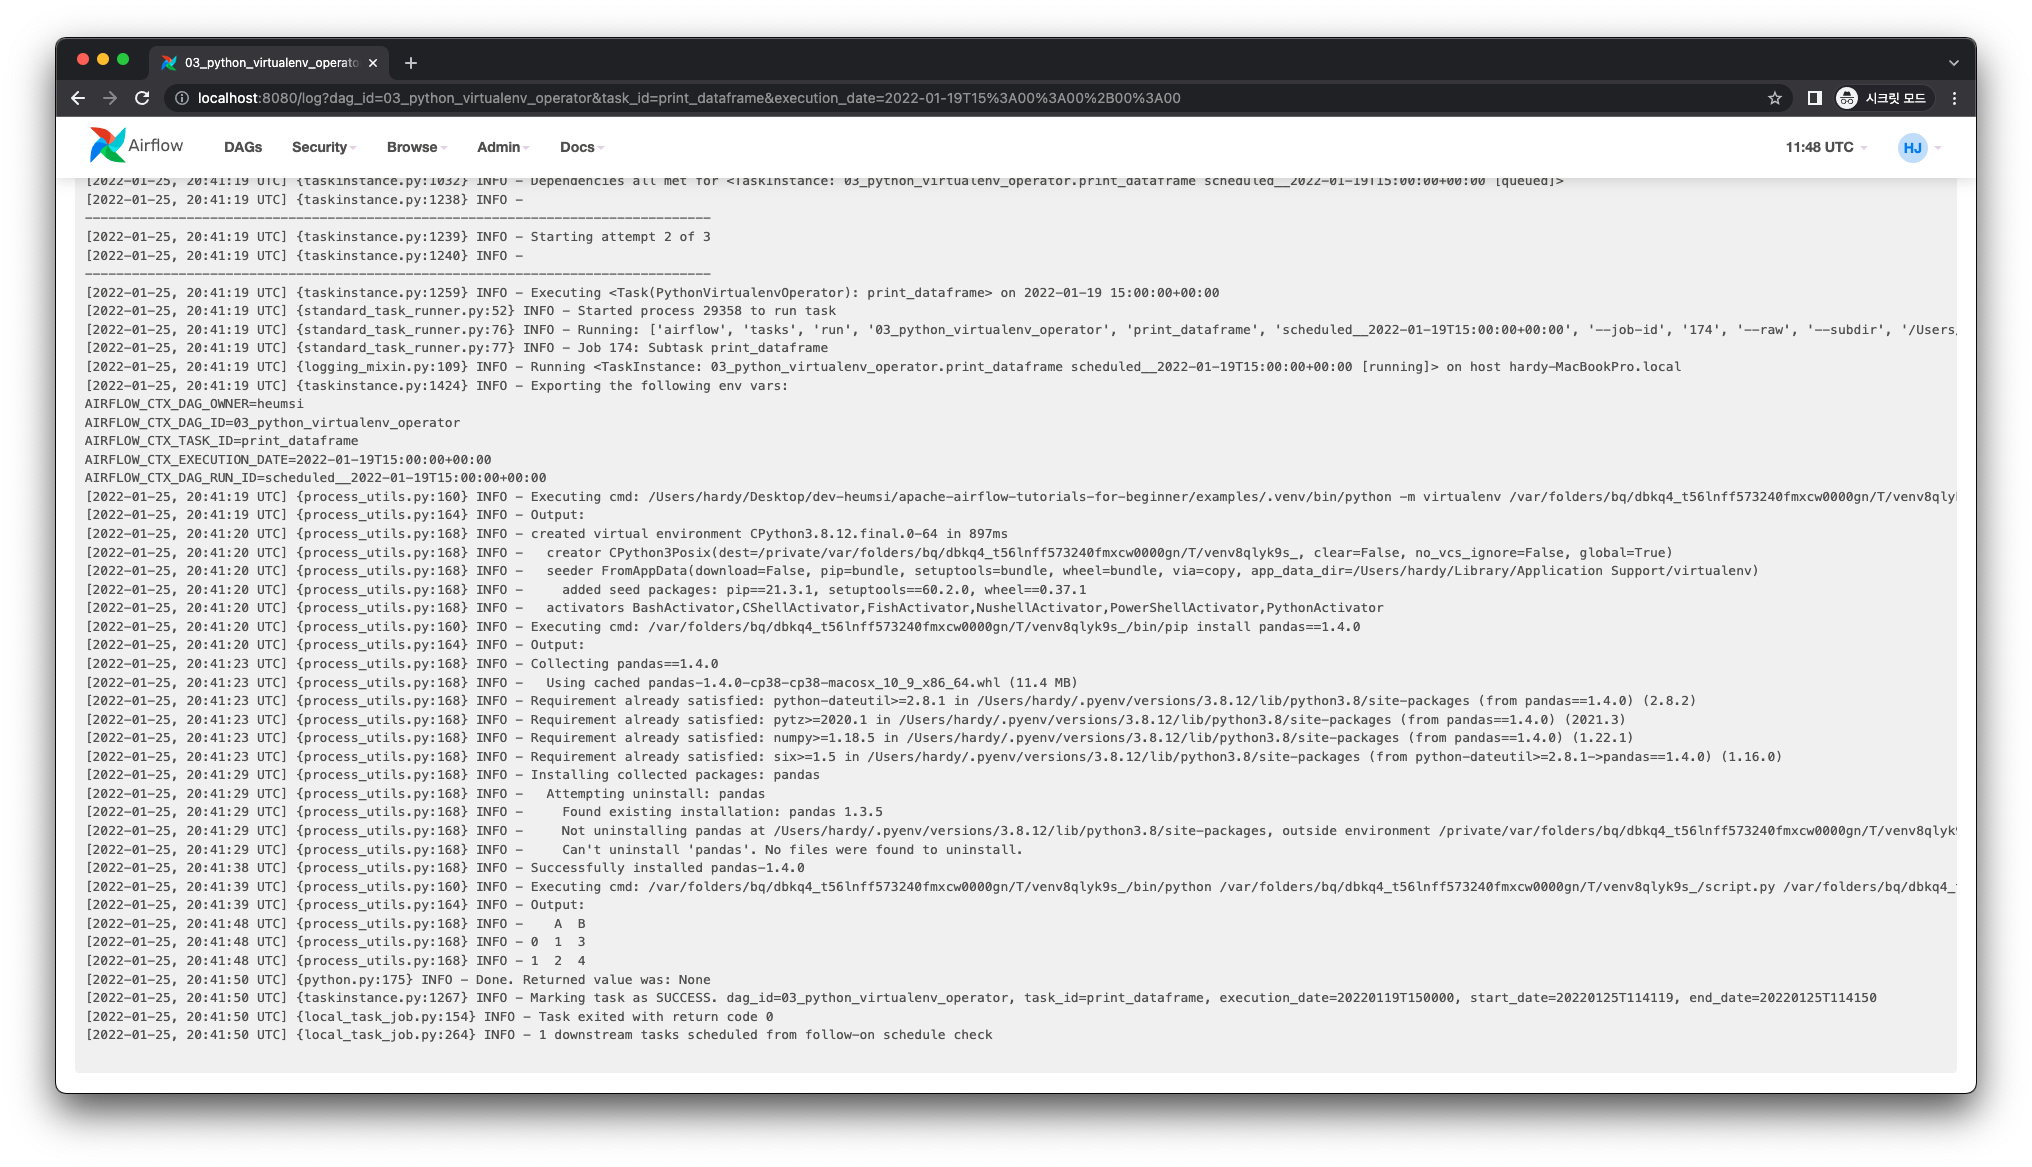 03_python_virtualenv_operato
localhost:8080/log?dag_id=03_python_virtualenv_operator&task_id=print_dataframe&execution_date=2022-01-19T15%3A00%3A00%2B00%3A00
시크릿 모드
Airflow DAGs Security Browse Admin Docs 11:48 UTC HJ
[2022-01-25, 20:41:19 UTC] {taskinstance.py:1032} INFO - Dependencies all met for <TaskInstance: 03_python_virtualenv_operator.print_dataframe scheduled__2022-01-19T15:00:00+00:00 [queued]>
[2022-01-25, 20:41:19 UTC] {taskinstance.py:1238} INFO -
--------------------------------------------------------------------------------
[2022-01-25, 20:41:19 UTC] {taskinstance.py:1239} INFO - Starting attempt 2 of 3
[2022-01-25, 20:41:19 UTC] {taskinstance.py:1240} INFO -
--------------------------------------------------------------------------------
[2022-01-25, 20:41:19 UTC] {taskinstance.py:1259} INFO - Executing <Task(PythonVirtualenvOperator): print_dataframe> on 2022-01-19 15:00:00+00:00
[2022-01-25, 20:41:19 UTC] {standard_task_runner.py:52} INFO - Started process 29358 to run task
[2022-01-25, 20:41:19 UTC] {standard_task_runner.py:76} INFO - Running: ['airflow', 'tasks', 'run', '03_python_virtualenv_operator', 'print_dataframe', 'scheduled__2022-01-19T15:00:00+00:00', '--job-id', '174', '--raw', '--subdir', '/Users/
[2022-01-25, 20:41:19 UTC] {standard_task_runner.py:77} INFO - Job 174: Subtask print_dataframe
[2022-01-25, 20:41:19 UTC] {logging_mixin.py:109} INFO - Running <TaskInstance: 03_python_virtualenv_operator.print_dataframe scheduled__2022-01-19T15:00:00+00:00 [running]> on host hardy-MacBookPro.local
[2022-01-25, 20:41:19 UTC] {taskinstance.py:1424} INFO - Exporting the following env vars:
AIRFLOW_CTX_DAG_OWNER=heumsi
AIRFLOW_CTX_DAG_ID=03_python_virtualenv_operator
AIRFLOW_CTX_TASK_ID=print_dataframe
AIRFLOW_CTX_EXECUTION_DATE=2022-01-19T15:00:00+00:00
AIRFLOW_CTX_DAG_RUN_ID=scheduled__2022-01-19T15:00:00+00:00
[2022-01-25, 20:41:19 UTC] {process_utils.py:160} INFO - Executing cmd: /Users/hardy/Desktop/dev-heumsi/apache-airflow-tutorials-for-beginner/examples/.venv/bin/python -m virtualenv /var/folders/bq/dbkq4_t56lnff573240fmxcw0000gn/T/venv8qlyk
[2022-01-25, 20:41:19 UTC] {process_utils.py:164} INFO - Output:
[2022-01-25, 20:41:20 UTC] {process_utils.py:168} INFO - created virtual environment CPython3.8.12.final.0-64 in 897ms
[2022-01-25, 20:41:20 UTC] {process_utils.py:168} INFO -   creator CPython3Posix(dest=/private/var/folders/bq/dbkq4_t56lnff573240fmxcw0000gn/T/venv8qlyk9s_, clear=False, no_vcs_ignore=False, global=True)
[2022-01-25, 20:41:20 UTC] {process_utils.py:168} INFO -   seeder FromAppData(download=False, pip=bundle, setuptools=bundle, wheel=bundle, via=copy, app_data_dir=/Users/hardy/Library/Application Support/virtualenv)
[2022-01-25, 20:41:20 UTC] {process_utils.py:168} INFO -     added seed packages: pip==21.3.1, setuptools==60.2.0, wheel==0.37.1
[2022-01-25, 20:41:20 UTC] {process_utils.py:168} INFO -   activators BashActivator,CShellActivator,FishActivator,NushellActivator,PowerShellActivator,PythonActivator
[2022-01-25, 20:41:20 UTC] {process_utils.py:160} INFO - Executing cmd: /var/folders/bq/dbkq4_t56lnff573240fmxcw0000gn/T/venv8qlyk9s_/bin/pip install pandas==1.4.0
[2022-01-25, 20:41:20 UTC] {process_utils.py:164} INFO - Output:
[2022-01-25, 20:41:23 UTC] {process_utils.py:168} INFO - Collecting pandas==1.4.0
[2022-01-25, 20:41:23 UTC] {process_utils.py:168} INFO -   Using cached pandas-1.4.0-cp38-cp38-macosx_10_9_x86_64.whl (11.4 MB)
[2022-01-25, 20:41:23 UTC] {process_utils.py:168} INFO - Requirement already satisfied: python-dateutil>=2.8.1 in /Users/hardy/.pyenv/versions/3.8.12/lib/python3.8/site-packages (from pandas==1.4.0) (2.8.2)
[2022-01-25, 20:41:23 UTC] {process_utils.py:168} INFO - Requirement already satisfied: pytz>=2020.1 in /Users/hardy/.pyenv/versions/3.8.12/lib/python3.8/site-packages (from pandas==1.4.0) (2021.3)
[2022-01-25, 20:41:23 UTC] {process_utils.py:168} INFO - Requirement already satisfied: numpy>=1.18.5 in /Users/hardy/.pyenv/versions/3.8.12/lib/python3.8/site-packages (from pandas==1.4.0) (1.22.1)
[2022-01-25, 20:41:23 UTC] {process_utils.py:168} INFO - Requirement already satisfied: six>=1.5 in /Users/hardy/.pyenv/versions/3.8.12/lib/python3.8/site-packages (from python-dateutil>=2.8.1->pandas==1.4.0) (1.16.0)
[2022-01-25, 20:41:29 UTC] {process_utils.py:168} INFO - Installing collected packages: pandas
[2022-01-25, 20:41:29 UTC] {process_utils.py:168} INFO -   Attempting uninstall: pandas
[2022-01-25, 20:41:29 UTC] {process_utils.py:168} INFO -     Found existing installation: pandas 1.3.5
[2022-01-25, 20:41:29 UTC] {process_utils.py:168} INFO -     Not uninstalling pandas at /Users/hardy/.pyenv/versions/3.8.12/lib/python3.8/site-packages, outside environment /private/var/folders/bq/dbkq4_t56lnff573240fmxcw0000gn/T/venv8qlyk
[2022-01-25, 20:41:29 UTC] {process_utils.py:168} INFO -     Can't uninstall 'pandas'. No files were found to uninstall.
[2022-01-25, 20:41:38 UTC] {process_utils.py:168} INFO - Successfully installed pandas-1.4.0
[2022-01-25, 20:41:39 UTC] {process_utils.py:160} INFO - Executing cmd: /var/folders/bq/dbkq4_t56lnff573240fmxcw0000gn/T/venv8qlyk9s_/bin/python /var/folders/bq/dbkq4_t56lnff573240fmxcw0000gn/T/venv8qlyk9s_/script.py /var/folders/bq/dbkq4_
[2022-01-25, 20:41:39 UTC] {process_utils.py:164} INFO - Output:
[2022-01-25, 20:41:48 UTC] {process_utils.py:168} INFO -    A  B
[2022-01-25, 20:41:48 UTC] {process_utils.py:168} INFO - 0  1  3
[2022-01-25, 20:41:48 UTC] {process_utils.py:168} INFO - 1  2  4
[2022-01-25, 20:41:50 UTC] {python.py:175} INFO - Done. Returned value was: None
[2022-01-25, 20:41:50 UTC] {taskinstance.py:1267} INFO - Marking task as SUCCESS. dag_id=03_python_virtualenv_operator, task_id=print_dataframe, execution_date=20220119T150000, start_date=20220125T114119, end_date=20220125T114150
[2022-01-25, 20:41:50 UTC] {local_task_job.py:154} INFO - Task exited with return code 0
[2022-01-25, 20:41:50 UTC] {local_task_job.py:264} INFO - 1 downstream tasks scheduled from follow-on schedule check